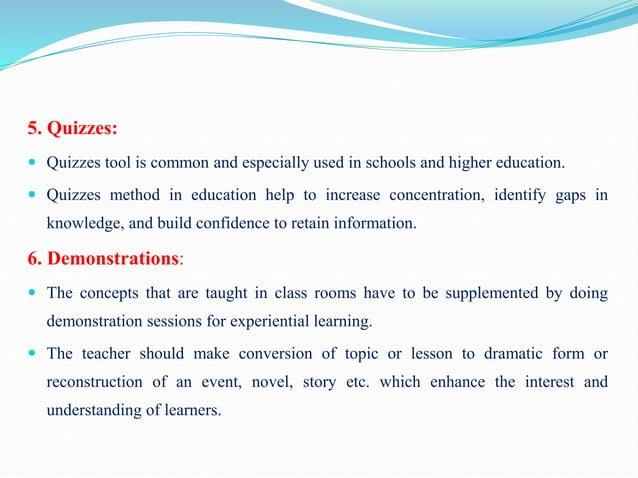 5. Quizzes:
• Quizzes tool is common and especially used in schools and higher education.
• Quizzes method in education help to increase concentration, identify gaps in
knowledge, and build confidence to retain information.
6. Demonstrations:
• The concepts that are taught in class rooms have to be supplemented by doing
demonstration sessions for experiential learning.
• The teacher should make conversion of topic or lesson to dramatic form or
reconstruction of an event, novel, story etc. which enhance the interest and
understanding of learners.